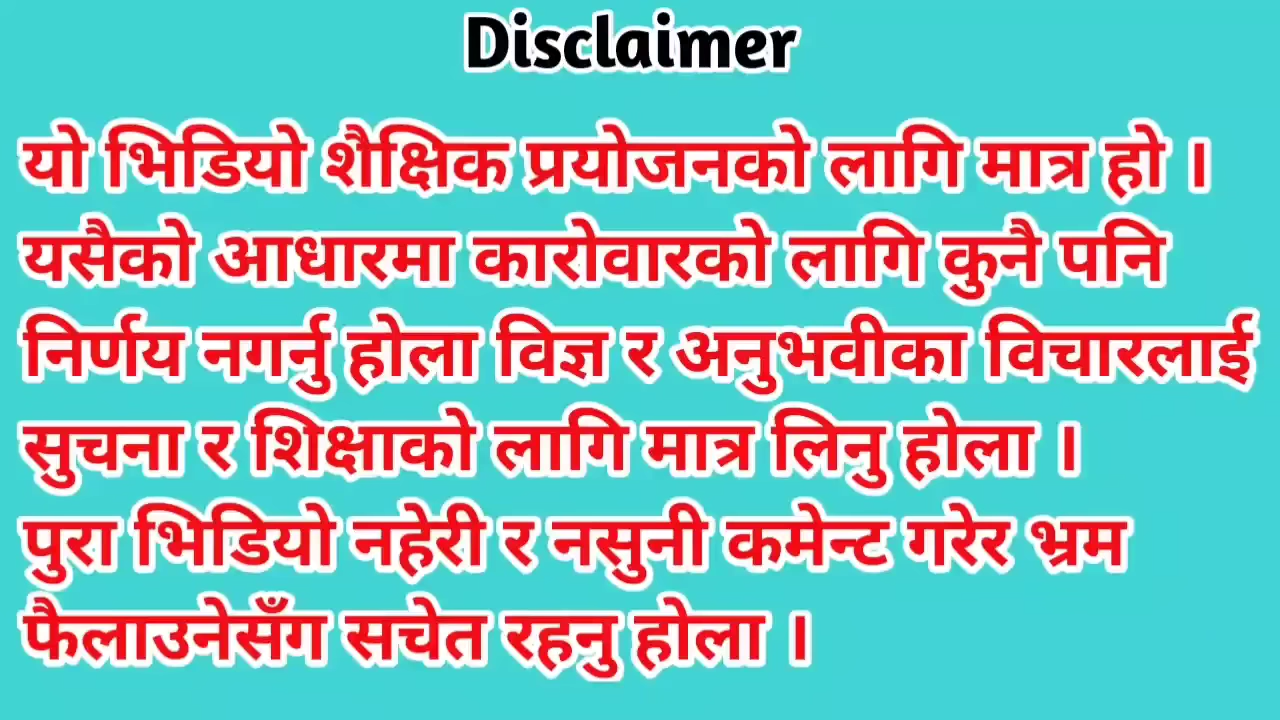 Disclaimer
यो भिडियो शैक्षिक प्रयोजनको लागि मात्र हो ।
यसैको आधारमा कारोवारको लागि कुनै पनि
निर्णय नगर्नु होला विज्ञ र अनुभवीका विचारलाई
सुचना र शिक्षाको लागि मात्र लिनु होला ।
पुरा भिडियो नहेरी र नसुनी कमेन्ट गरेर भ्रम
फैलाउनेसँग सचेत रहनु होला ।